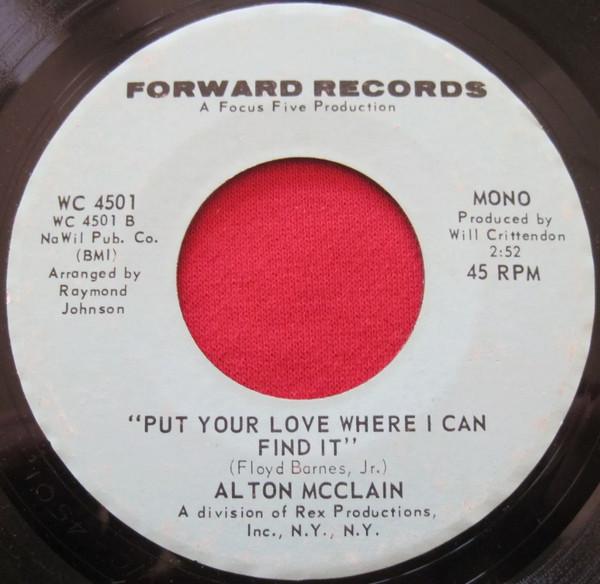 FORWARD RECORDS
A Focus Five Production
WC 4501
WC 4501 B
NaWil Pub. Co.
(BMI)
Arranged by
Raymond
Johnson
MONO
Produced by
Will Crittendon
2:52
45 RPM
"PUT YOUR LOVE WHERE I CAN
FIND IT"
(Floyd Barnes, Jr.)
ALTON MCCLAIN
A division of Rex Productions,
Inc., N.Y., N.Y.